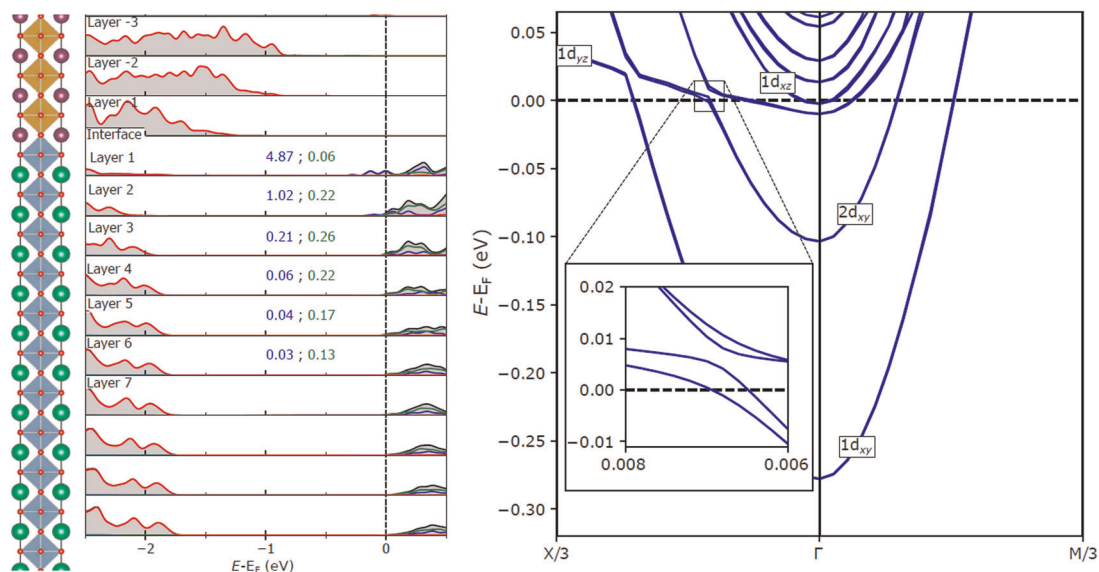 Layer -3
Layer -2
Layer -1
Interface
Layer 1
4.87 ; 0.06
Layer 2
1.02 ; 0.22
Layer 3
0.21 ; 0.26
Layer 4
0.06 ; 0.22
Layer 5
0.04 ; 0.17
Layer 6
0.03 ; 0.13
Layer 7
−2
−1
0
E-EF (eV)
E-EF (eV)
0.05
0.00
−0.05
−0.10
−0.15
−0.20
−0.25
−0.30
1dyz
1dxz
2dxy
1dxy
0.02
0.01
0.00
−0.01
0.008
0.006
X/3
Γ
M/3